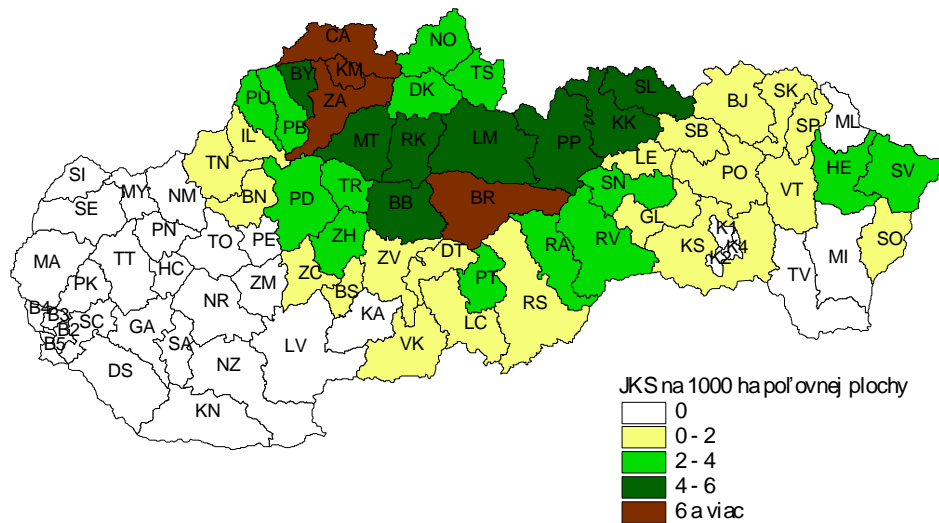 CA
NO
KM
BY
TS
SL
SK
PU
DK
BJ
ZA
KK
SP
ML
PB
SB
IL
MT
RK
LM
PP
LE
HE
SV
TN
PO
SI
MY
BN
TR
SN
VT
NM
PD
BR
SE
BB
GL
PN
TO
PE
ZH
RA
RV
K1
SO
MA
TT
ZV
DT
KS
K4
K2
HC
ZM
ZC
PT
TV
MI
PK
NR
BS
B4
B3
SC
GA
KA
LC
RS
B2
SA
LV
VK
B5
DS
NZ
KN
JKS na 1000 ha poľovnej plochy
0
0 - 2
2 - 4
4 - 6
6 a viac